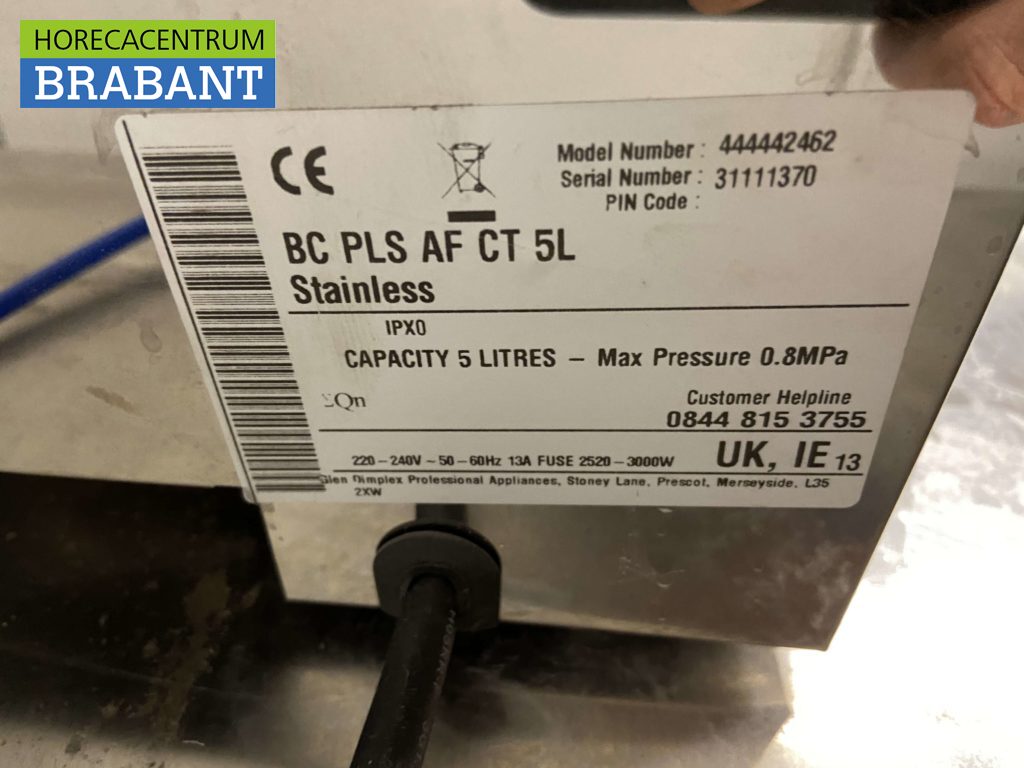 HORECACENTRUM
BRABANT
CE
Model Number : 444442462
Serial Number : 31111370
PIN Code :
BC PLS AF CT 5L
Stainless
IPX0
CAPACITY 5 LITRES – Max Pressure 0.8MPa
Customer Helpline
0844 815 3755
220–240V ~ 50–60Hz 13A FUSE 2520–3000W
UK, IE 13
Glen Dimplex Professional Appliances, Stoney Lane, Prescot, Merseyside, L35
2XW